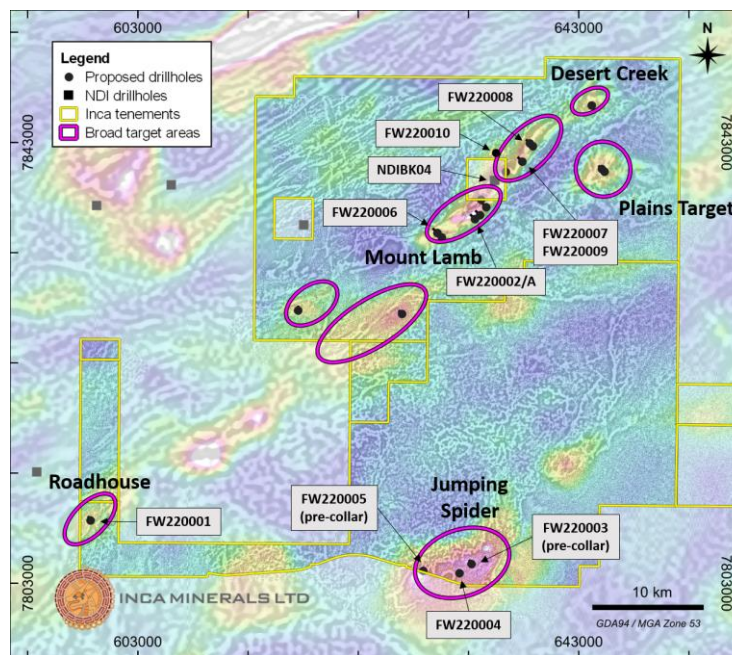 603000
643000
N
Legend
Proposed drillholes
NDI drillholes
Inca tenements
Broad target areas
Desert Creek
FW220008
FW220010
7843000
7843000
NDIBK04
Plains Target
FW220006
FW220007
FW220009
Mount Lamb
FW220002/A
Roadhouse
Jumping
Spider
FW220005
(pre-collar)
FW220001
FW220003
(pre-collar)
7803000
7803000
INCA MINERALS LTD
10 km
FW220004
GDA94 / MGA Zone 53
603000
643000